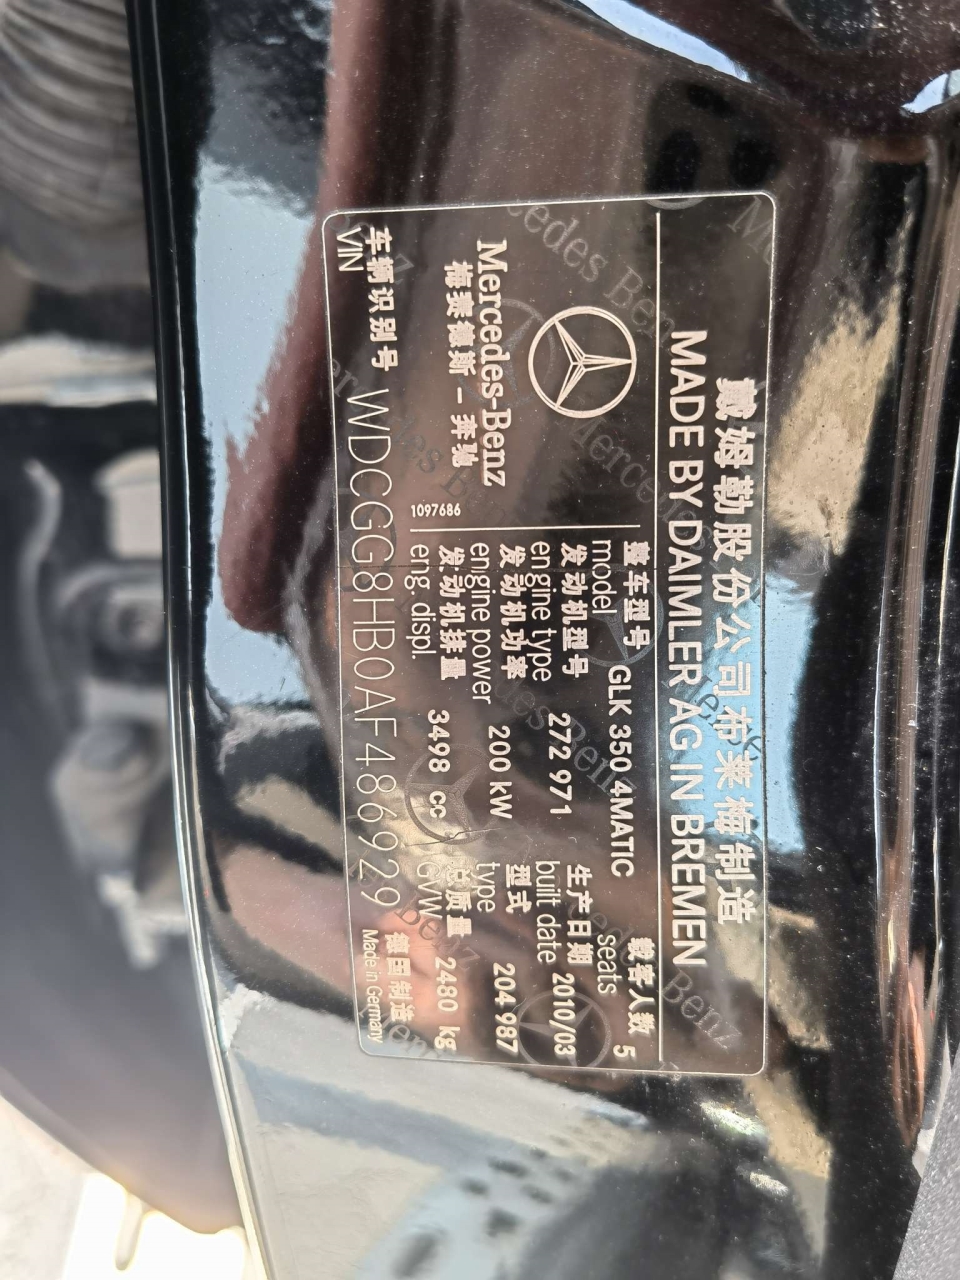 戴姆勒股份公司布莱梅制造
MADE BY DAIMLER AG IN BREMEN
Mercedes-Benz
梅赛德斯－奔驰
1097686
整车型号 GLK 350 4MATIC 载客人数 5
model seats
发动机型号 272 971 生产日期 2010/03
engine type built date
发动机功率 200 kW 型式 204 987
engine power type
发动机排量 3498 cc 总质量 2480 kg
eng. displ. GVW
车辆识别号 WDCGG8HB0AF486929 德国制造
VIN Made in Germany